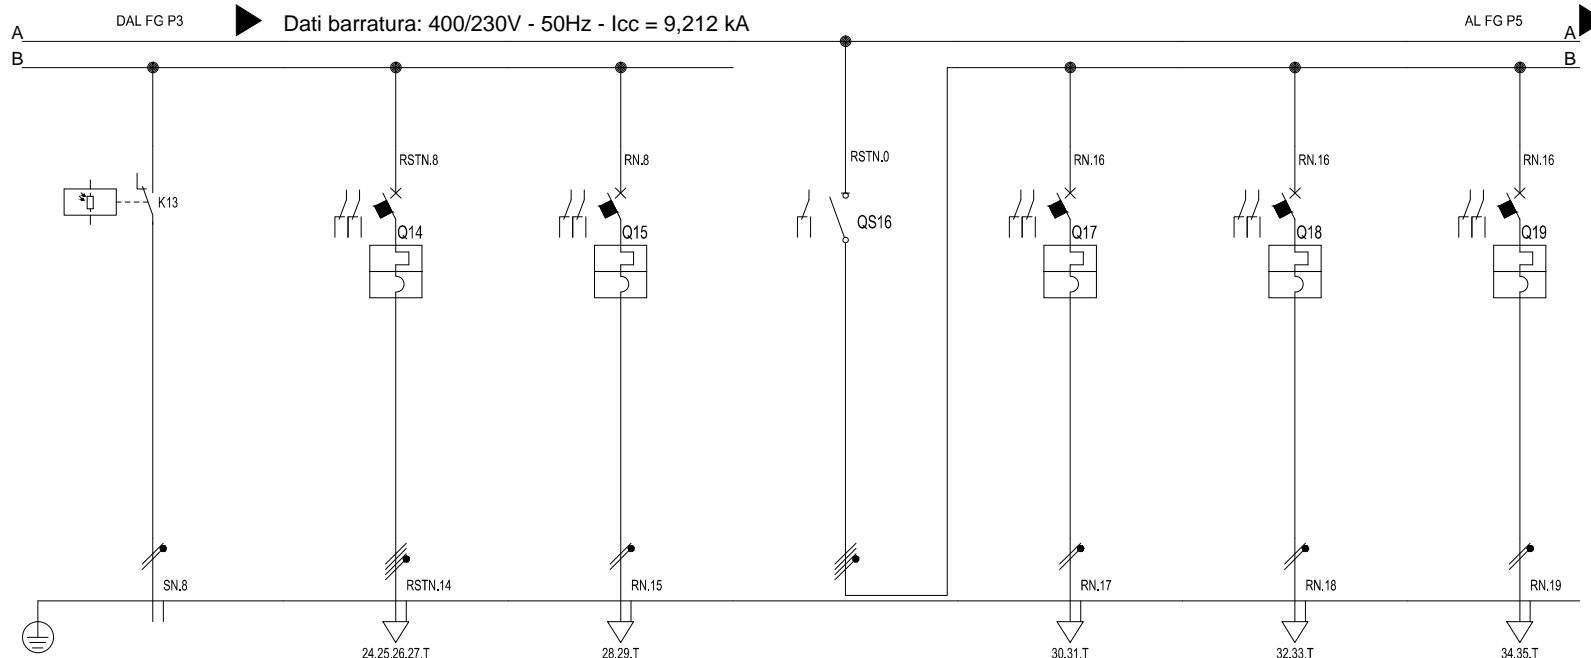 DAL FG P3
Dati barratura: 400/230V - 50Hz - Icc = 9,212 kA
AL FG P5
A
A
B
B
RSTN.8
RN.8
RSTN.0
RN.16
RN.16
RN.16
K13
Q14
Q15
QS16
Q17
Q18
Q19
SN.8
RSTN.14
RN.15
RN.17
RN.18
RN.19
24.25.26.27.T
28.29.T
30.31.T
32.33.T
34.35.T